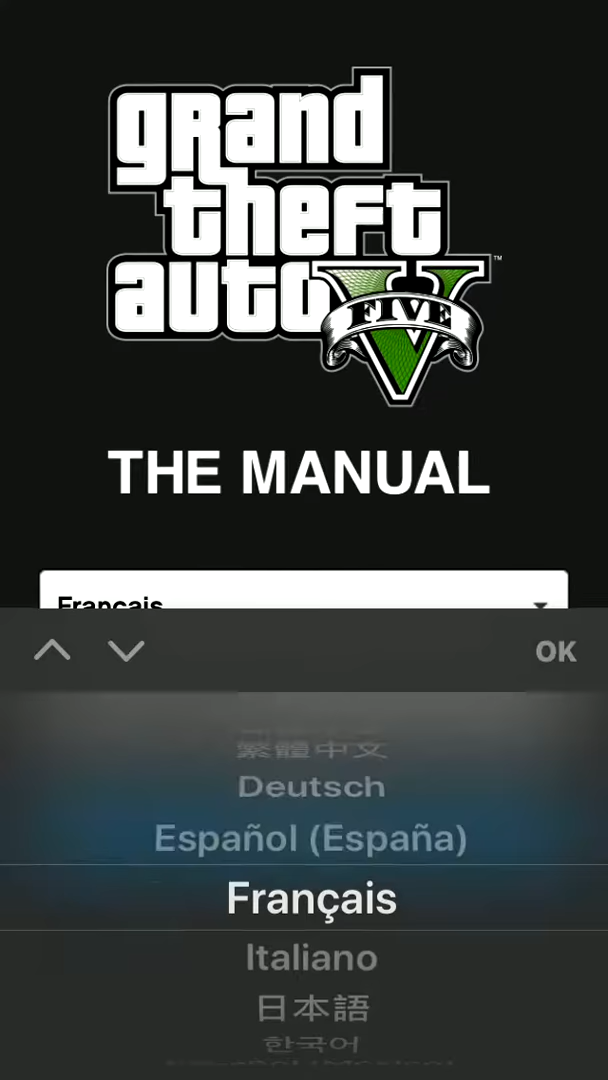 grand
theft
auto
FIVE
™
THE MANUAL
Français
OK
繁體中文
Deutsch
Español (España)
Français
Italiano
日本語
한국어